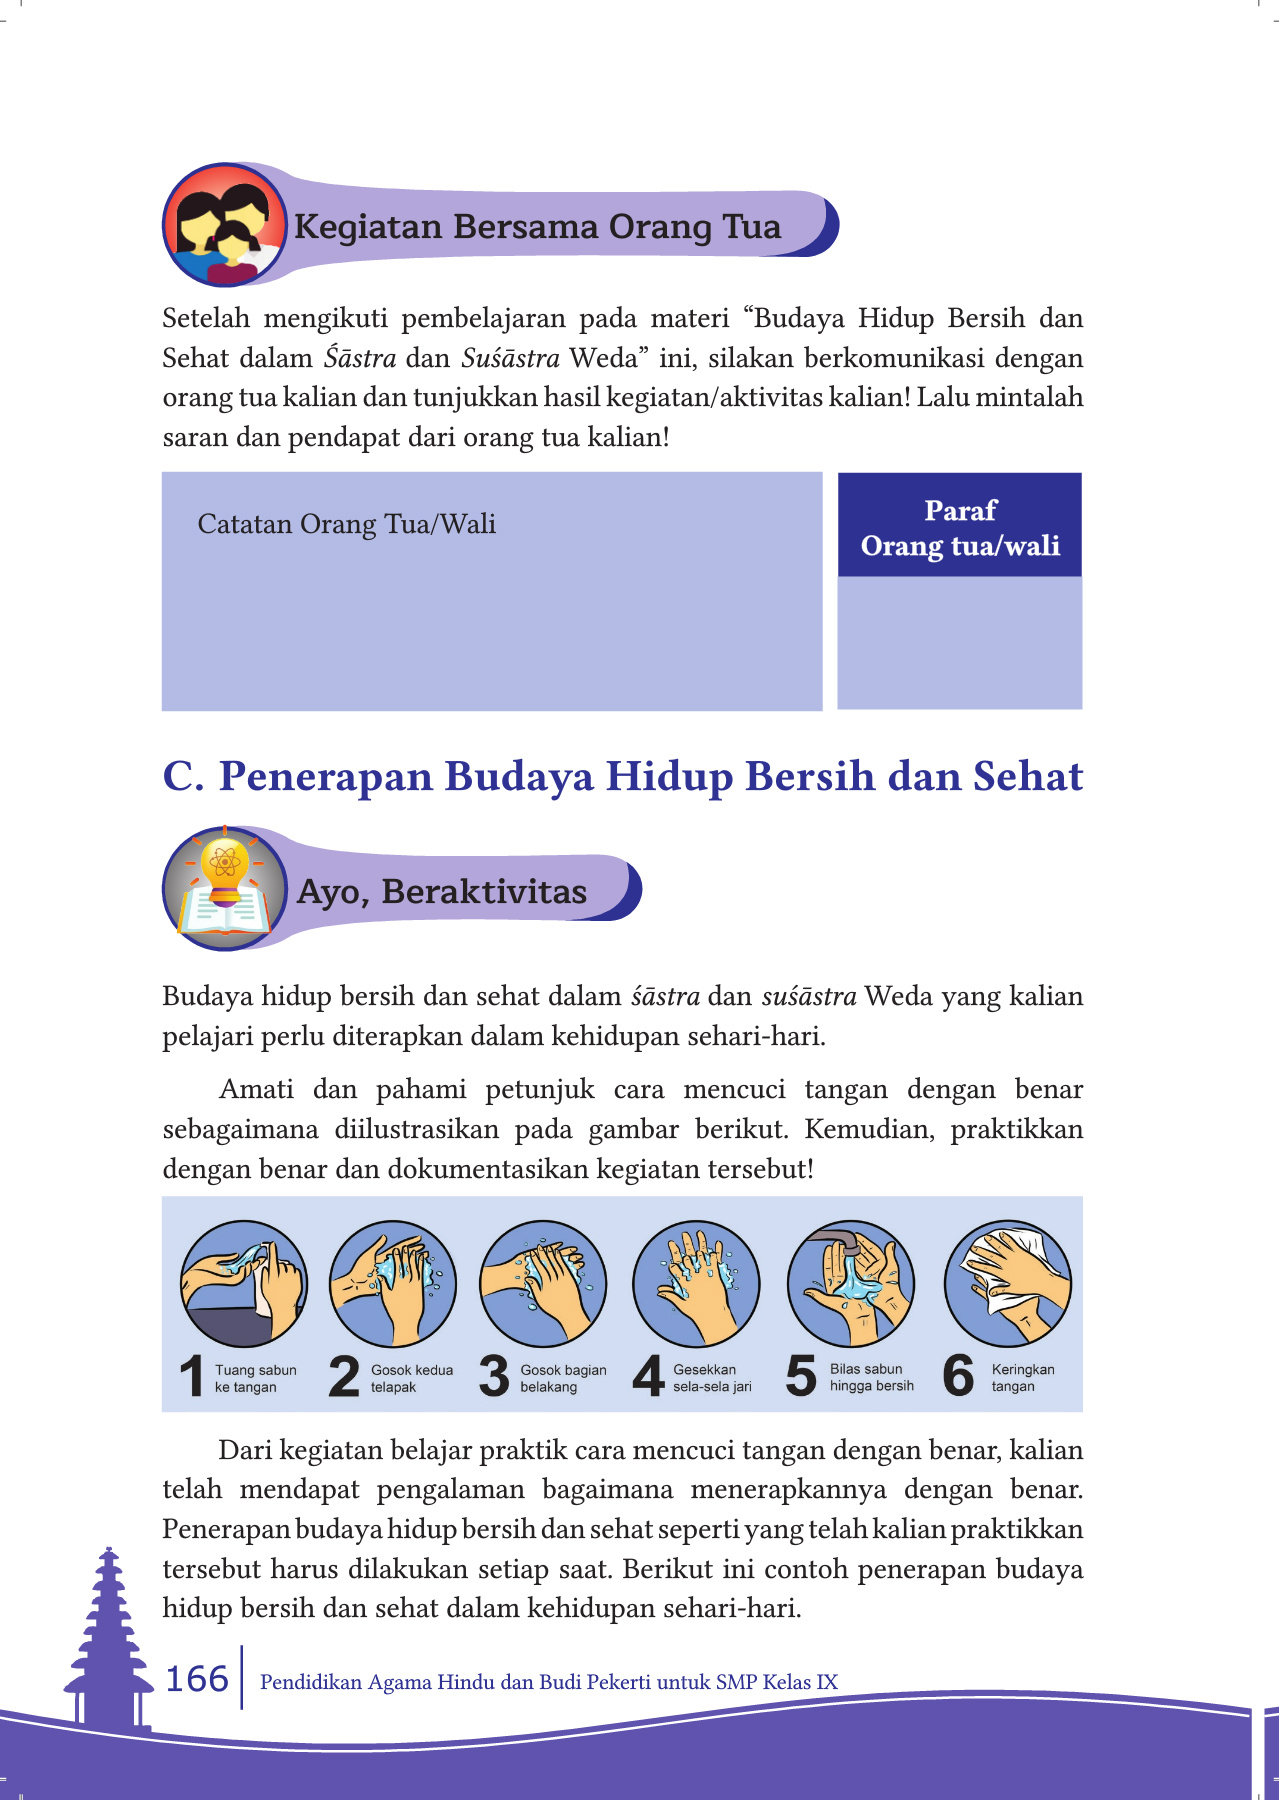 Kegiatan Bersama Orang Tua
Setelah mengikuti pembelajaran pada materi “Budaya Hidup Bersih dan
Sehat dalam Śāstra dan Suśāstra Weda” ini, silakan berkomunikasi dengan
orang tua kalian dan tunjukkan hasil kegiatan/aktivitas kalian! Lalu mintalah
saran dan pendapat dari orang tua kalian!
Catatan Orang Tua/Wali
Paraf
Orang tua/wali
C. Penerapan Budaya Hidup Bersih dan Sehat
Ayo, Beraktivitas
Budaya hidup bersih dan sehat dalam śāstra dan suśāstra Weda yang kalian
pelajari perlu diterapkan dalam kehidupan sehari-hari.
Amati dan pahami petunjuk cara mencuci tangan dengan benar
sebagaimana diilustrasikan pada gambar berikut. Kemudian, praktikkan
dengan benar dan dokumentasikan kegiatan tersebut!
1 Tuang sabun
ke tangan
2 Gosok kedua
telapak
3 Gosok bagian
belakang
4 Gesekkan
sela-sela jari
5 Bilas sabun
hingga bersih
6 Keringkan
tangan
Dari kegiatan belajar praktik cara mencuci tangan dengan benar, kalian
telah mendapat pengalaman bagaimana menerapkannya dengan benar.
Penerapan budaya hidup bersih dan sehat seperti yang telah kalian praktikkan
tersebut harus dilakukan setiap saat. Berikut ini contoh penerapan budaya
hidup bersih dan sehat dalam kehidupan sehari-hari.
166
Pendidikan Agama Hindu dan Budi Pekerti untuk SMP Kelas IX